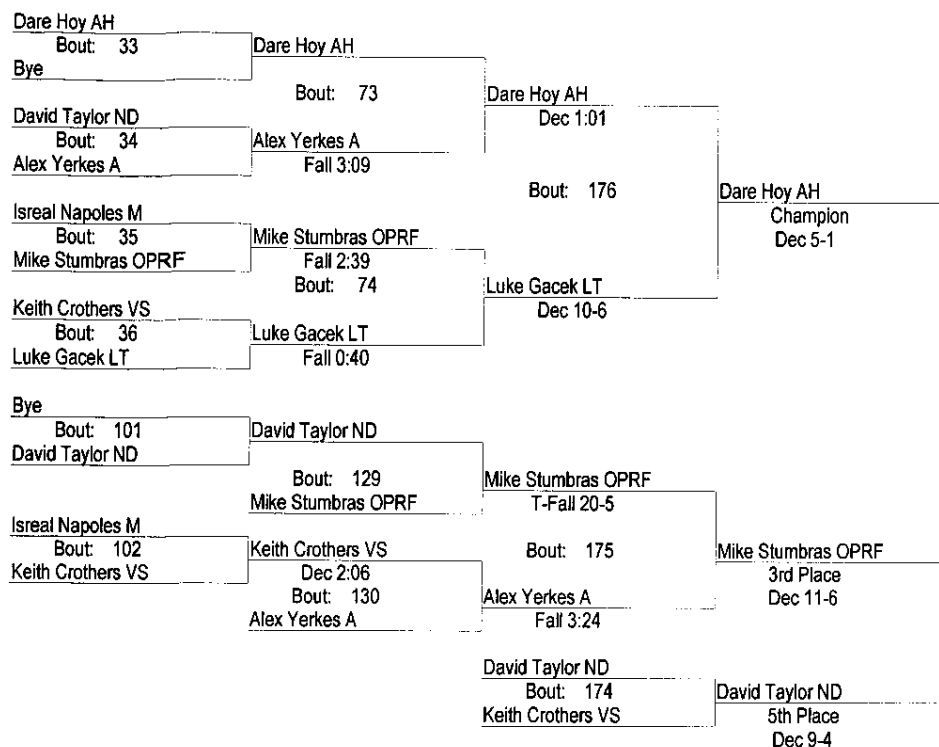 Dare Hoy AH
Bout: 33
Bye
Dare Hoy AH
Bout: 73
David Taylor ND
Bout: 34
Alex Yerkes A
Alex Yerkes A
Fall 3:09
Dare Hoy AH
Dec 1:01
Isreal Napoles M
Bout: 35
Mike Stumbras OPRF
Mike Stumbras OPRF
Fall 2:39
Bout: 74
Keith Crothers VS
Bout: 36
Luke Gacek LT
Luke Gacek LT
Fall 0:40
Luke Gacek LT
Dec 10-6
Bout: 176
Dare Hoy AH
Champion
Dec 5-1
Bye
Bout: 101
David Taylor ND
David Taylor ND
Bout: 129
Mike Stumbras OPRF
Mike Stumbras OPRF
T-Fall 20-5
Isreal Napoles M
Bout: 102
Keith Crothers VS
Keith Crothers VS
Dec 2:06
Bout: 130
Alex Yerkes A
Alex Yerkes A
Fall 3:24
Bout: 175
Mike Stumbras OPRF
3rd Place
Dec 11-6
David Taylor ND
Bout: 174
Keith Crothers VS
David Taylor ND
5th Place
Dec 9-4